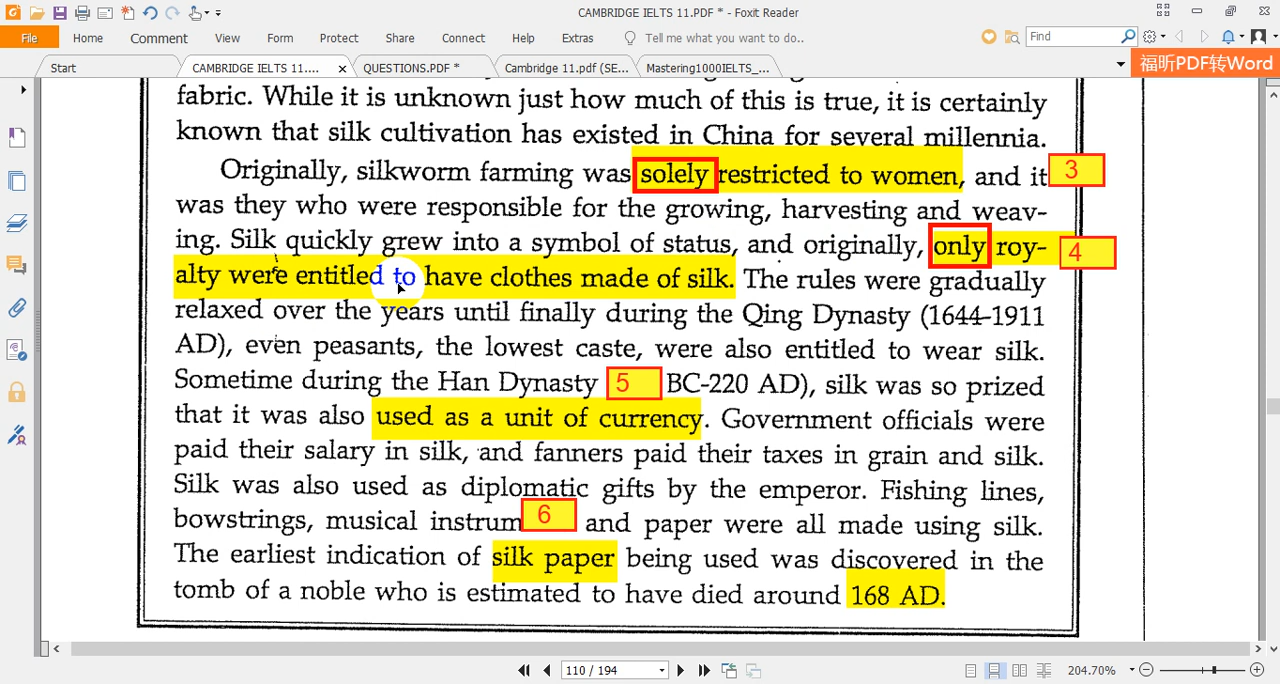 CAMBRIDGE IELTS 11.PDF * - Foxit Reader
File Home Comment View Form Protect Share Connect Help Extras Tell me what you want to do.. Find
Start CAMBRIDGE IELTS 11.... QUESTIONS.PDF * Cambridge 11.pdf (SE... Mastering1000IELTS_... 福昕PDF转Word
fabric. While it is unknown just how much of this is true, it is certainly
known that silk cultivation has existed in China for several millennia.
Originally, silkworm farming was solely restricted to women, and it 3
was they who were responsible for the growing, harvesting and weav-
ing. Silk quickly grew into a symbol of status, and originally, only roy- 4
alty were entitled to have clothes made of silk. The rules were gradually
relaxed over the years until finally during the Qing Dynasty (1644-1911
AD), even peasants, the lowest caste, were also entitled to wear silk.
Sometime during the Han Dynasty 5 BC-220 AD), silk was so prized
that it was also used as a unit of currency. Government officials were
paid their salary in silk, and fanners paid their taxes in grain and silk.
Silk was also used as diplomatic gifts by the emperor. Fishing lines,
bowstrings, musical instrum 6 and paper were all made using silk.
The earliest indication of silk paper being used was discovered in the
tomb of a noble who is estimated to have died around 168 AD.
110 / 194 204.70%